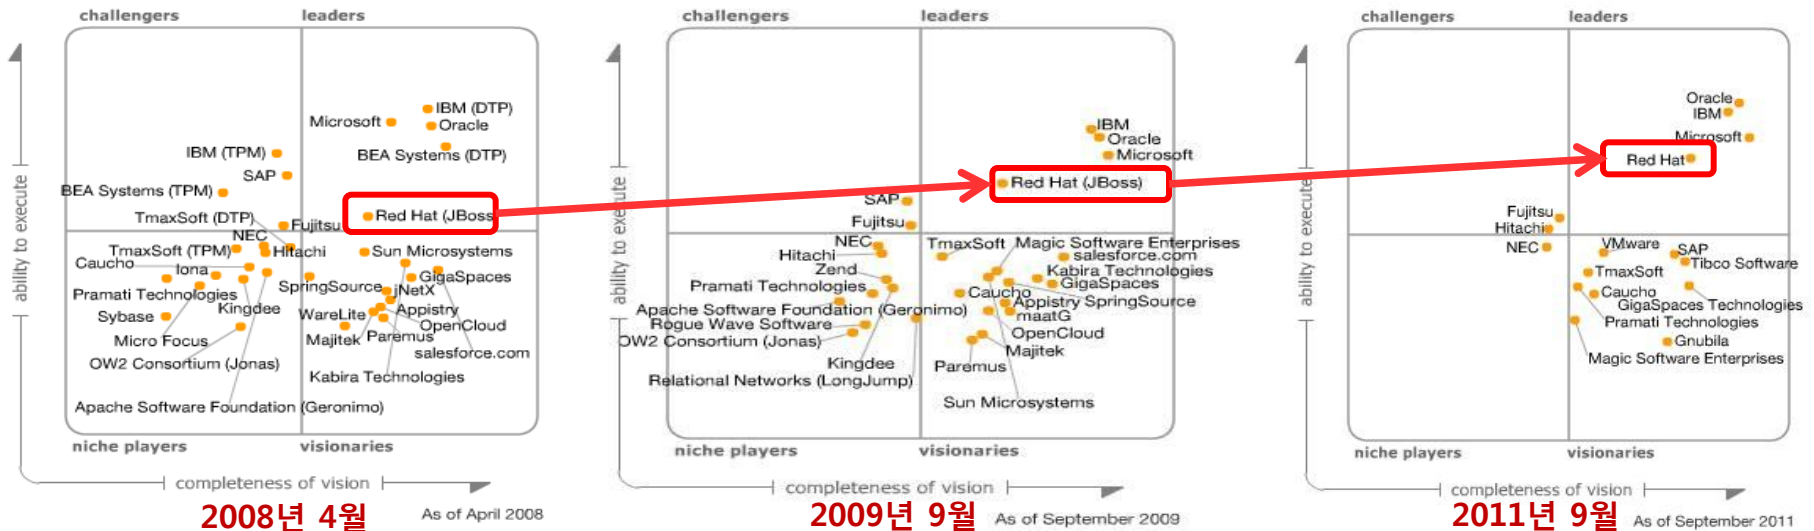 challengers
leaders
IBM (DTP)
Microsoft
Oracle
IBM (TPM)
BEA Systems (DTP)
SAP
BEA Systems (TPM)
TmaxSoft (DTP)
Fujitsu
Red Hat (JBoss
NEC
TmaxSoft (TPM)
Hitachi
Sun Microsystems
Caucho
Iona
GigaSpaces
SpringSource
jNetX
Pramati Technologies
Kingdee
Appistry
Sybase
WareLite
OpenCloud
Micro Focus
Majitek
Paremus
salesforce.com
OW2 Consortium (Jonas)
Kabira Technologies
Apache Software Foundation (Geronimo)
niche players
visionaries
ability to execute
completeness of vision
2008년 4월
As of April 2008
challengers
leaders
IBM
Oracle
Microsoft
Red Hat (JBoss)
SAP
Fujitsu
NEC
TmaxSoft
Magic Software Enterprises
Hitachi
salesforce.com
Zend
Kabira Technologies
Pramati Technologies
GigaSpaces
Caucho
SpringSource
Apache Software Foundation (Geronimo)
Appistry
maatG
Rogue Wave Software
OW2 Consortium (Jonas)
OpenCloud
Majitek
Kingdee
Paremus
Relational Networks (LongJump)
Sun Microsystems
niche players
visionaries
ability to execute
completeness of vision
2009년 9월
As of September 2009
challengers
leaders
Oracle
IBM
Microsoft
Red Hat
Fujitsu
Hitachi
NEC
VMware
SAP
Tibco Software
TmaxSoft
Caucho
GigaSpaces Technologies
Pramati Technologies
Gnubila
Magic Software Enterprises
niche players
visionaries
ability to execute
completeness of vision
2011년 9월
As of September 2011